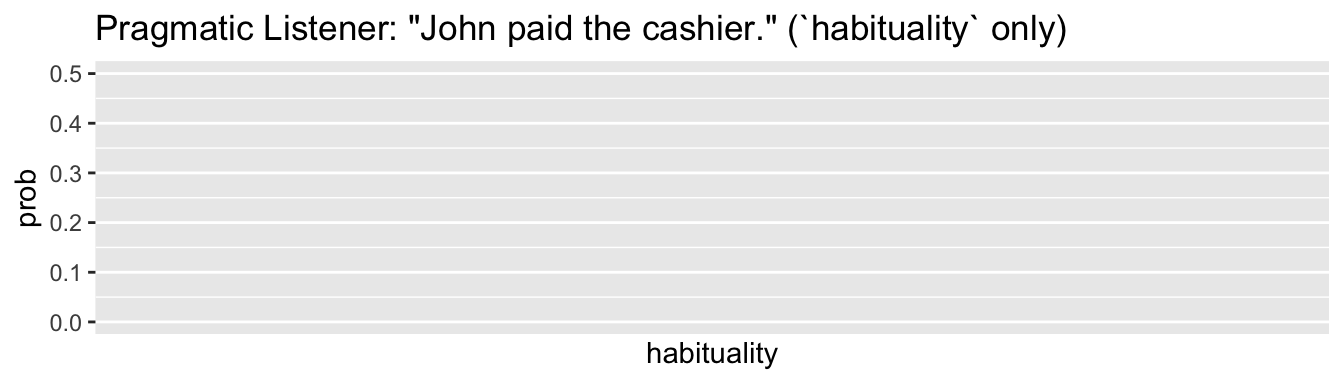 Pragmatic Listener: "John paid the cashier." (`habituality` only)
0.5
0.4
0.3
0.2
0.1
0.0
prob
habituality